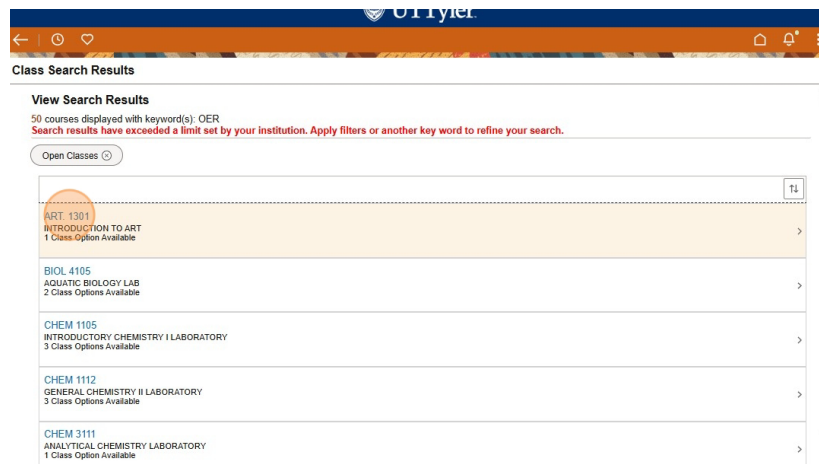 UT Tyler
Class Search Results
View Search Results
50 courses displayed with keyword(s): OER
Search results have exceeded a limit set by your institution. Apply filters or another key word to refine your search.
Open Classes
ART. 1301
INTRODUCTION TO ART
1 Class Option Available
BIOL 4105
AQUATIC BIOLOGY LAB
2 Class Options Available
CHEM 1105
INTRODUCTORY CHEMISTRY I LABORATORY
3 Class Options Available
CHEM 1112
GENERAL CHEMISTRY II LABORATORY
3 Class Options Available
CHEM 3111
ANALYTICAL CHEMISTRY LABORATORY
1 Class Option Available